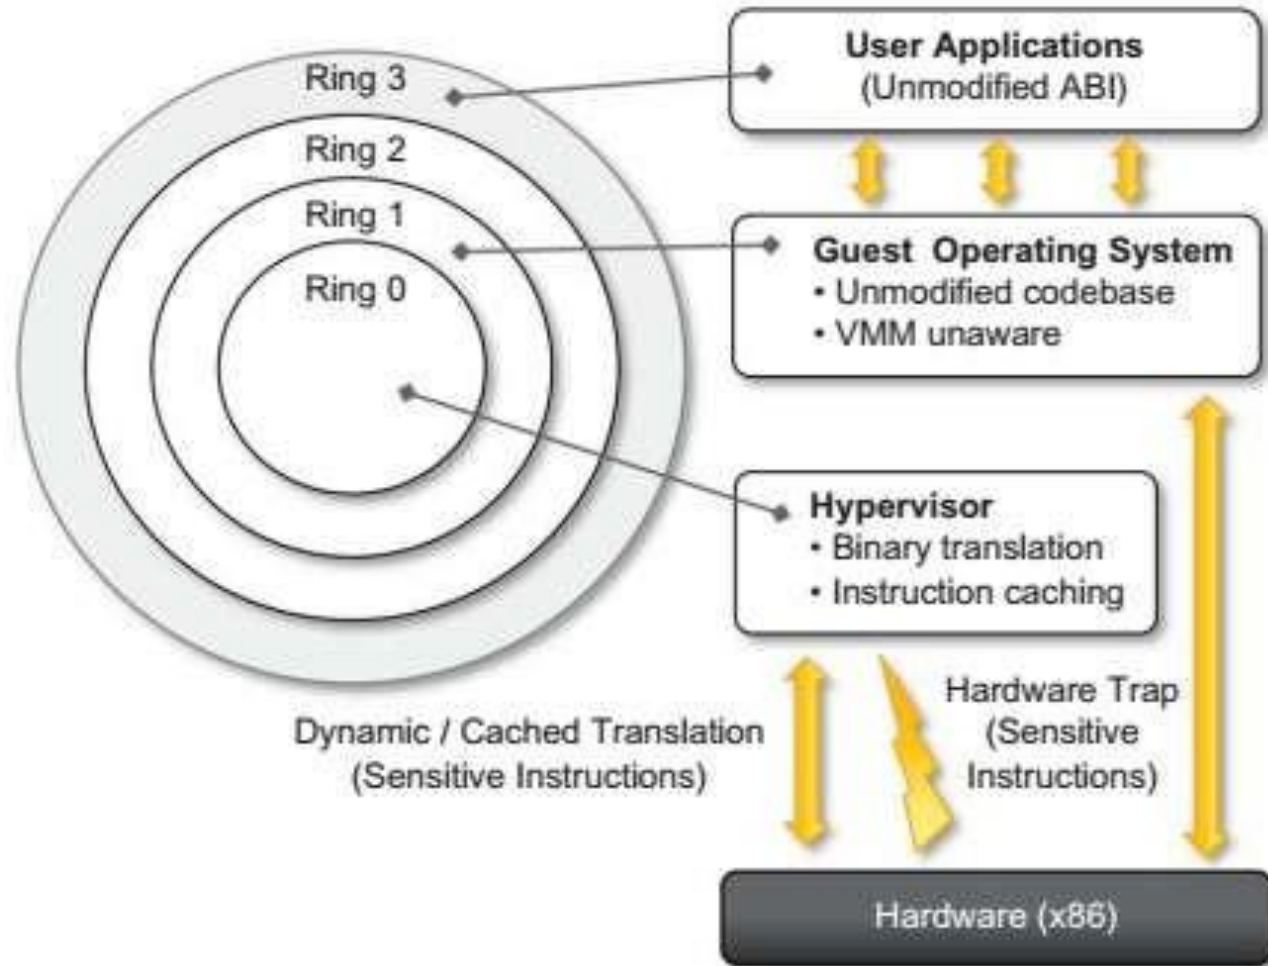 Ring 3
Ring 2
Ring 1
Ring 0
User Applications
(Unmodified ABI)
Guest Operating System
• Unmodified codebase
• VMM unaware
Hypervisor
• Binary translation
• Instruction caching
Dynamic / Cached Translation
(Sensitive Instructions)
Hardware Trap
(Sensitive
Instructions)
Hardware (x86)